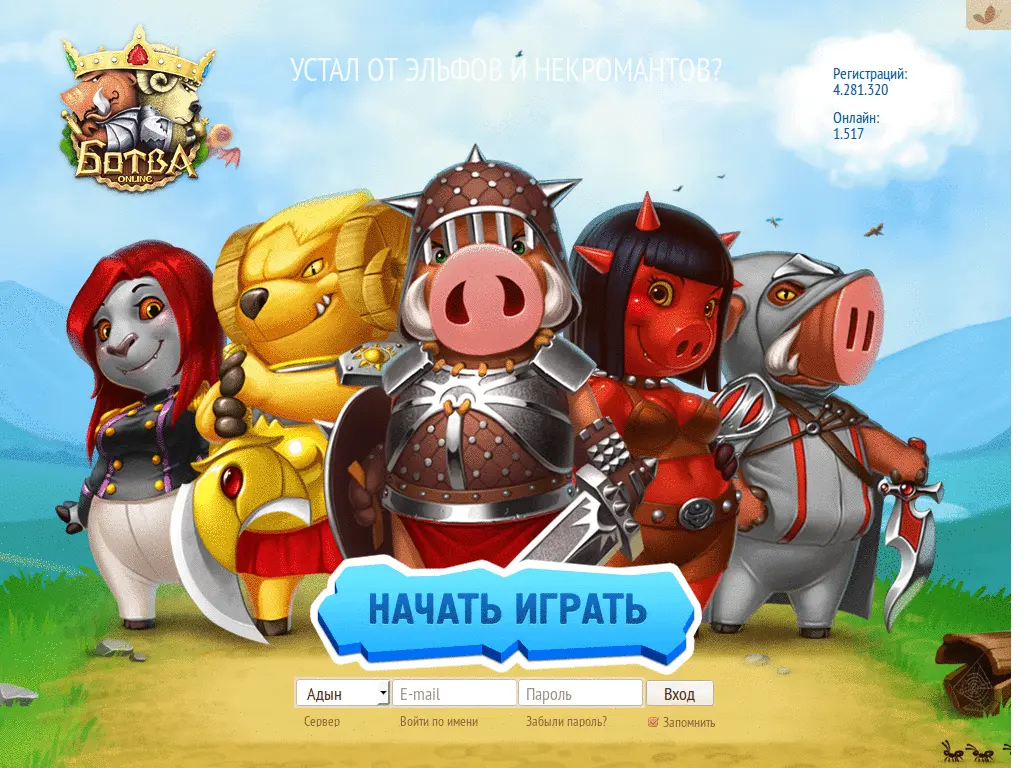 УСТАЛ ОТ ЭЛЬФОВ И НЕКРОМАНТОВ?
Регистраций:
4.281.320
Онлайн:
1.517
БОТВА
ONLINE
НАЧАТЬ ИГРАТЬ
Адын E-mail Пароль Вход
Сервер Войти по имени Забыли пароль? Запомнить